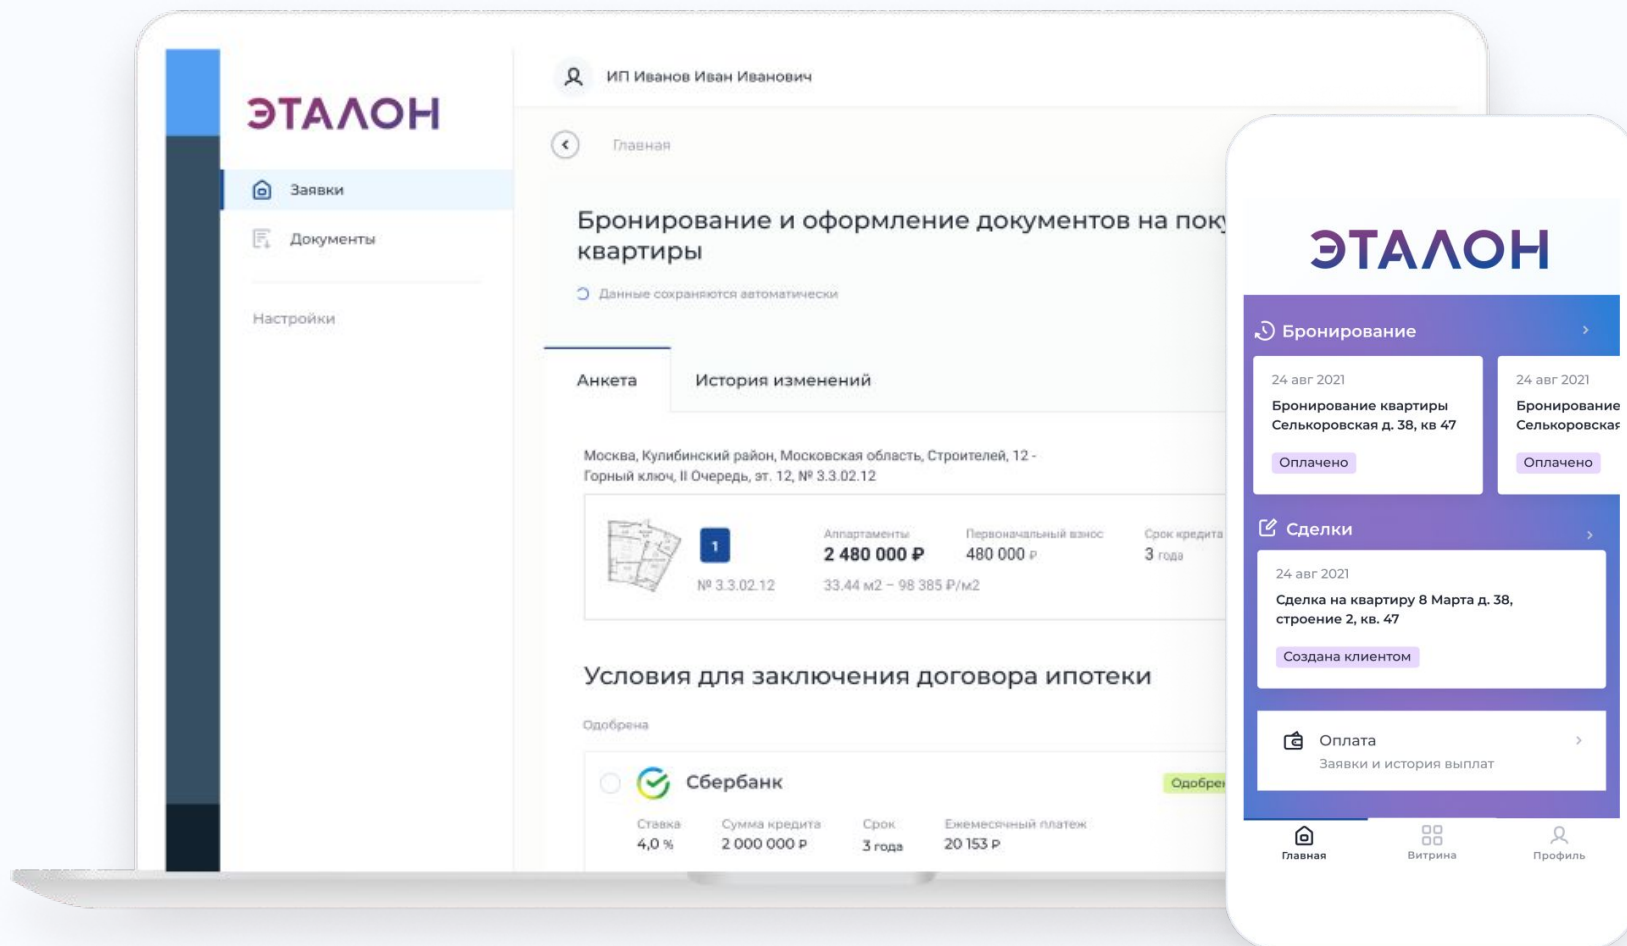 ЭТАЛОН
Заявки
Документы
Настройки
ИП Иванов Иван Иванович
Главная
Бронирование и оформление документов на пок
квартиры
Данные сохраняются автоматически
Анкета
История изменений
Москва, Кулибинский район, Московская область, Строителей, 12 -
Горный ключ, II Очередь, эт. 12, № 3.3.02.12
1
№ 3.3.02.12
Аппартаменты
2 480 000 ₽
33.44 м2 – 98 385 ₽/м2
Первоначальный взнос
480 000 ₽
Срок кредита
3 года
Условия для заключения договора ипотеки
Одобрена
Сбербанк
Одобрен
Ставка
4,0 %
Сумма кредита
2 000 000 ₽
Срок
3 года
Ежемесячный платеж
20 153 ₽
ЭТАЛОН
Бронирование
24 авг 2021
Бронирование квартиры
Селькоровская д. 38, кв 47
Оплачено
24 авг 2021
Бронирование
Селькоровская
Оплачено
Сделки
24 авг 2021
Сделка на квартиру 8 Марта д. 38,
строение 2, кв. 47
Создана клиентом
Оплата
Заявки и история выплат
Главная
Витрина
Профиль